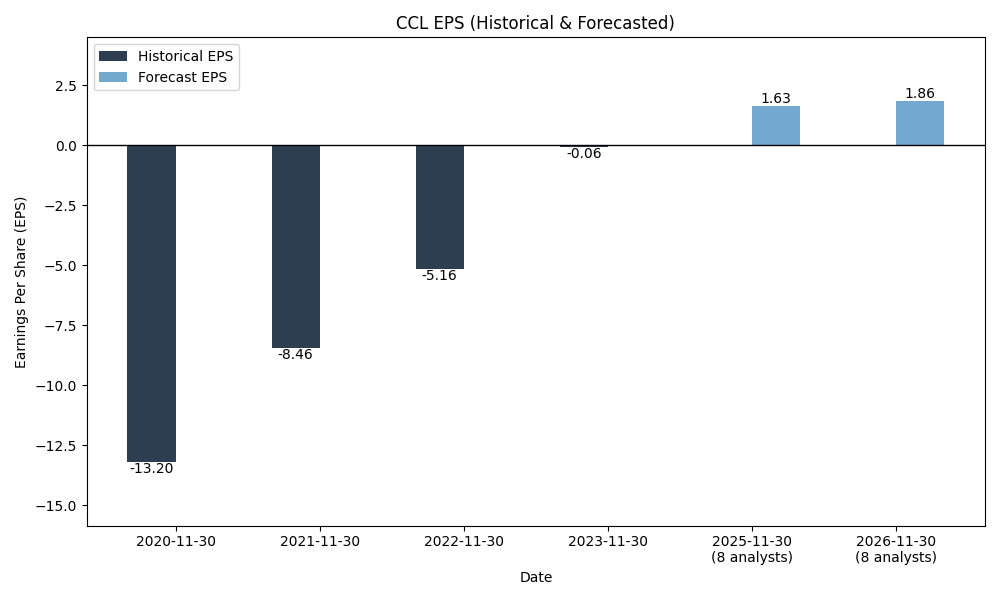 CCL EPS (Historical & Forecasted)
Historical EPS
Forecast EPS
Earnings Per Share (EPS)
2.5
0.0
−2.5
−5.0
−7.5
−10.0
−12.5
−15.0
-13.20
-8.46
-5.16
-0.06
1.63
1.86
2020-11-30
2021-11-30
2022-11-30
2023-11-30
2025-11-30
(8 analysts)
2026-11-30
(8 analysts)
Date